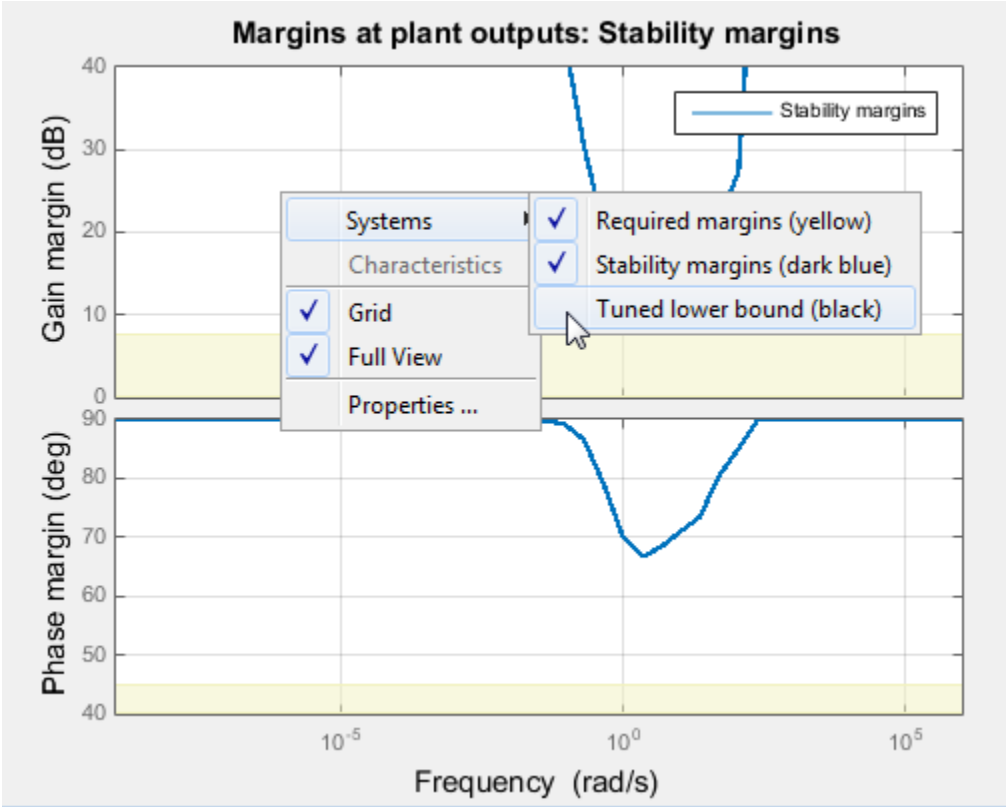 Margins at plant outputs: Stability margins
Gain margin (dB)
40
30
20
10
0
Stability margins
Systems
Characteristics
Grid
Full View
Properties ...
Required margins (yellow)
Stability margins (dark blue)
Tuned lower bound (black)
Phase margin (deg)
90
80
70
60
50
40
10^-5
10^0
10^5
Frequency (rad/s)